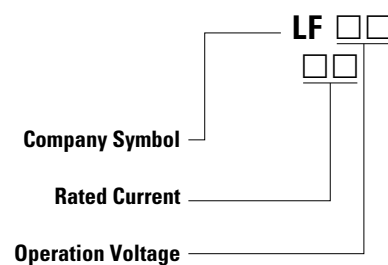 LF □□
□□
Company Symbol
Rated Current
Operation Voltage